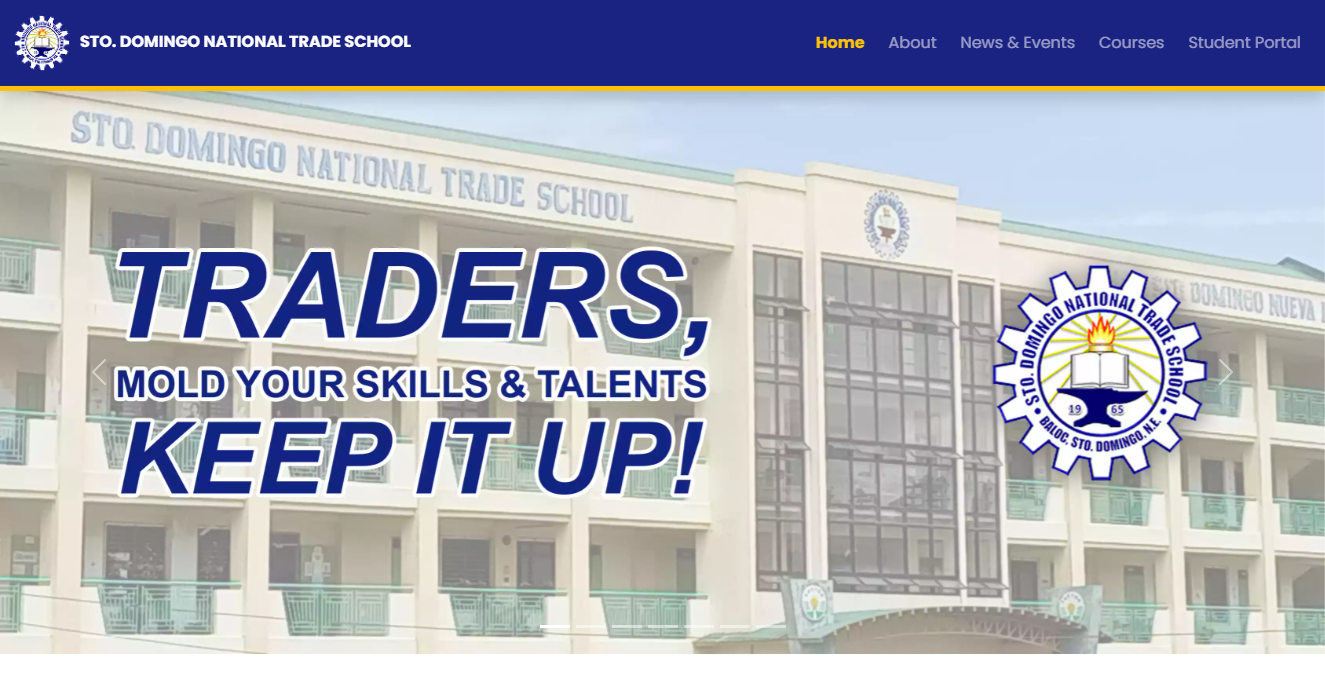 STO. DOMINGO NATIONAL TRADE SCHOOL
Home
About
News & Events
Courses
Student Portal
STO. DOMINGO NATIONAL TRADE SCHOOL
TRADERS,
MOLD YOUR SKILLS & TALENTS
KEEP IT UP!
STO. DOMINGO NATIONAL TRADE SCHOOL
19 65
BALOC, STO. DOMINGO, N.E.
STO. DOMINGO NUEVA